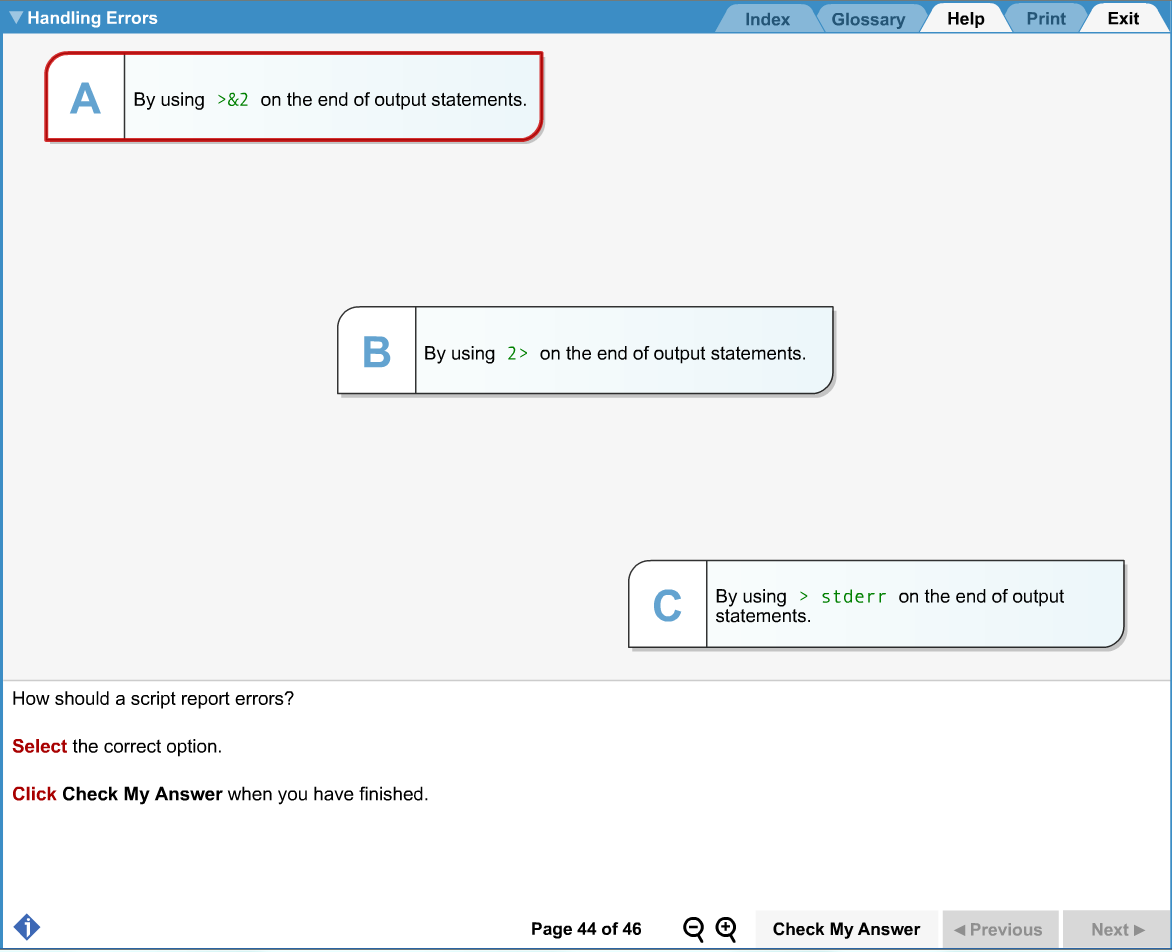 Handling Errors
Index Glossary Help Print Exit
A
By using >&2 on the end of output statements.
B
By using 2> on the end of output statements.
C
By using > stderr on the end of output
statements.
How should a script report errors?
Select the correct option.
Click Check My Answer when you have finished.
i
Page 44 of 46
Check My Answer
Previous
Next